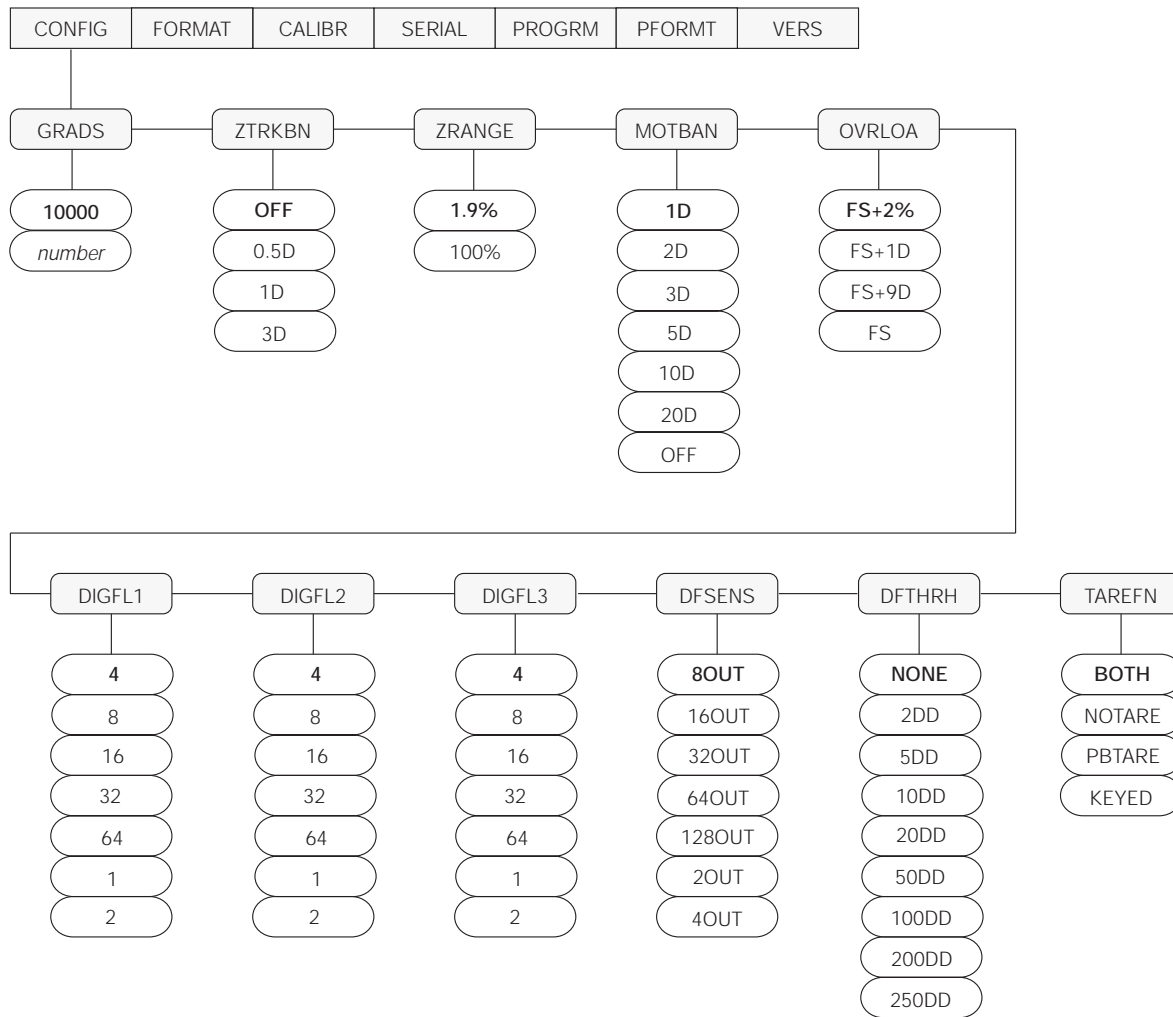 CONFIG FORMAT CALIBR SERIAL PROGRM PFORMT VERS
GRADS ZTRKBN ZRANGE MOTBAN OVRLOA
10000 OFF 1.9% 1D FS+2%
number 0.5D 100% 2D FS+1D
1D 3D FS+9D
3D 5D FS
10D
20D
OFF
DIGFL1 DIGFL2 DIGFL3 DFSENS DFTHRH TAREFN
4 4 4 8OUT NONE BOTH
8 8 8 16OUT 2DD NOTARE
16 16 16 32OUT 5DD PBTARE
32 32 32 64OUT 10DD KEYED
64 64 64 128OUT 20DD
1 1 1 2OUT 50DD
2 2 2 4OUT 100DD
200DD
250DD